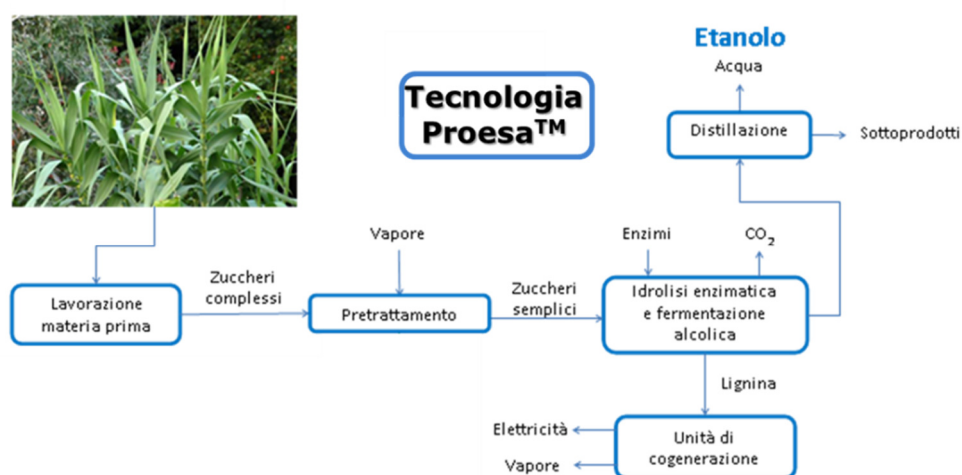 Etanolo
Acqua
Tecnologia
Proesa™
Distillazione
Sottoprodotti
Vapore
Enzimi
CO₂
Zuccheri
complessi
Zuccheri
semplici
Lavorazione
materia prima
Pretrattamento
Idrolisi enzimatica
e fermentazione
alcolica
Lignina
Elettricità
Unità di
cogenerazione
Vapore